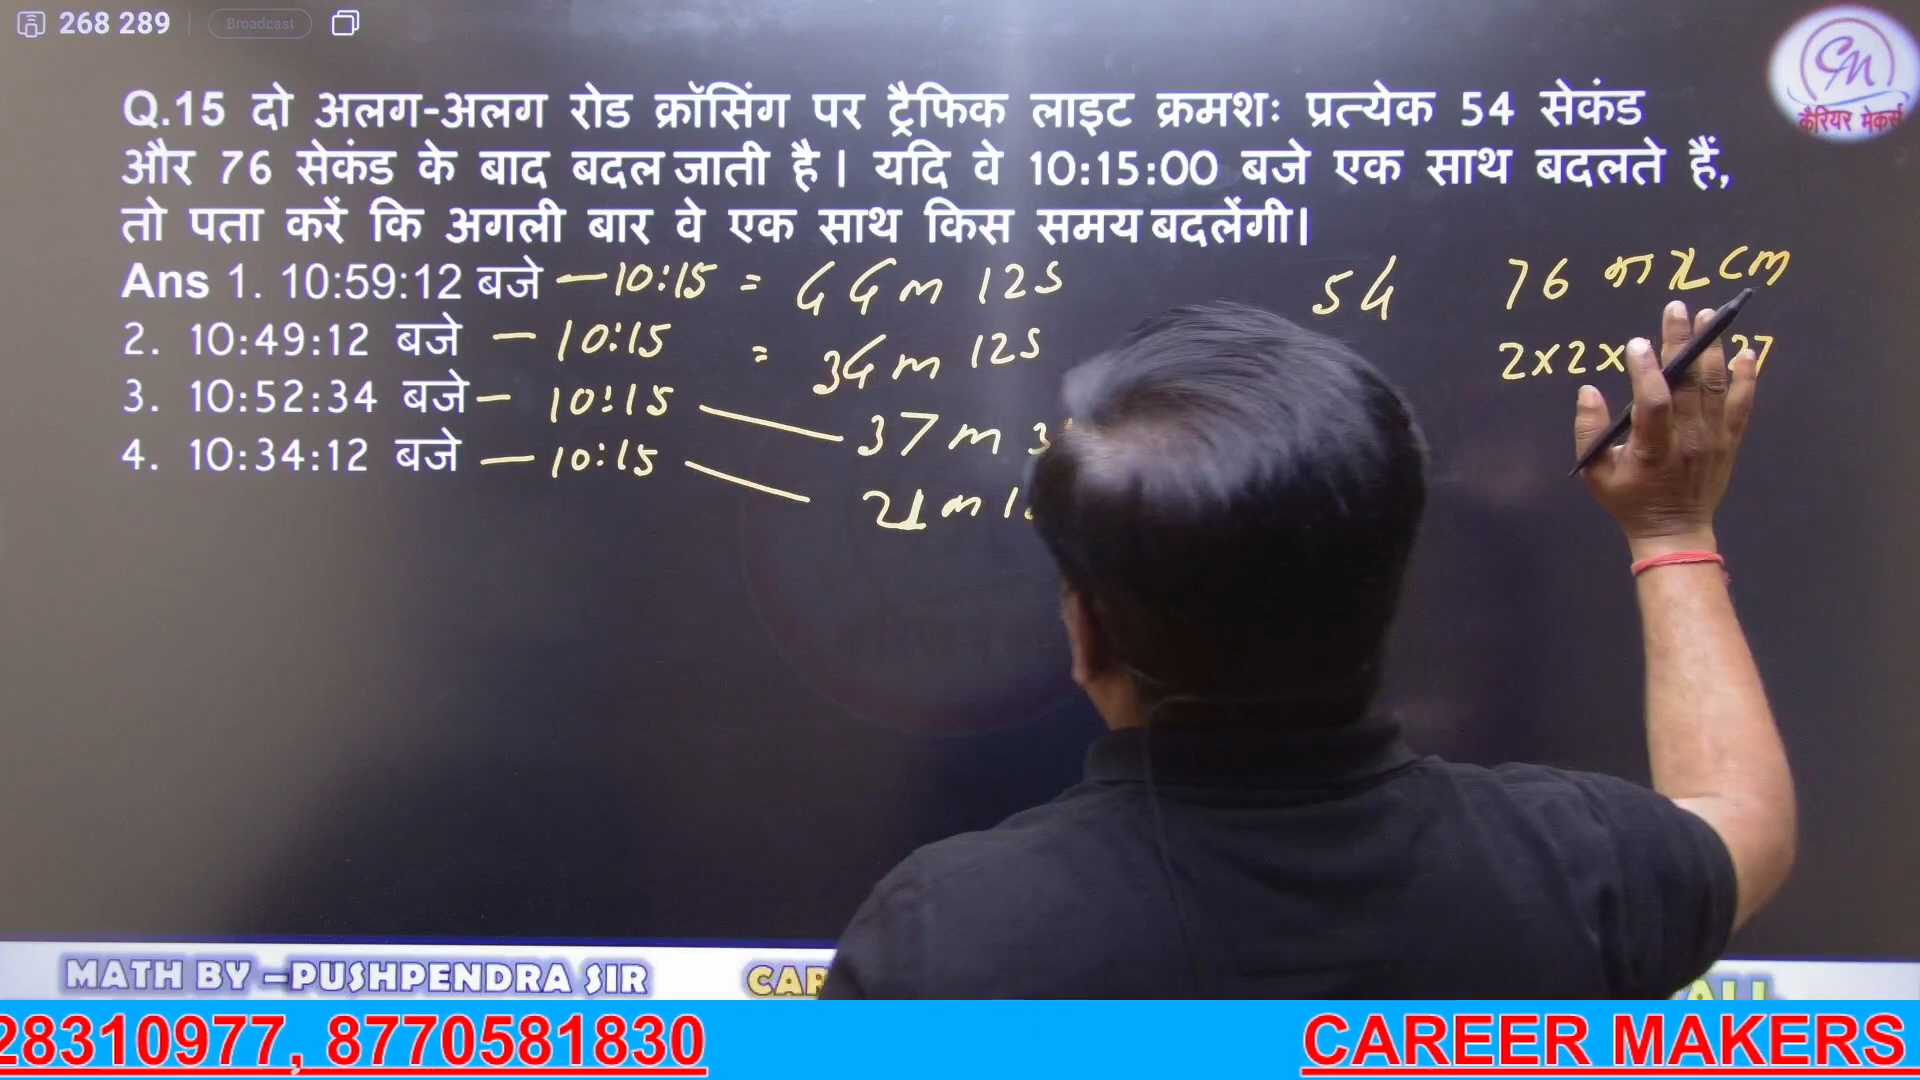 268 289 Broadcast
CM
कैरियर मेकर्स
Q.15 दो अलग-अलग रोड क्रॉसिंग पर ट्रैफिक लाइट क्रमशः प्रत्येक 54 सेकंड
और 76 सेकंड के बाद बदल जाती है। यदि वे 10:15:00 बजे एक साथ बदलते हैं,
तो पता करें कि अगली बार वे एक साथ किस समय बदलेंगी।
Ans 1. 10:59:12 बजे — 10:15 = 44m 12s
2. 10:49:12 बजे — 10:15 = 34m 12s
3. 10:52:34 बजे — 10:15 — 37m
4. 10:34:12 बजे — 10:15 — 21m
54 76 का LCM
2×2× 27
MATH BY –PUSHPENDRA SIR
28310977, 8770581830 CAREER MAKERS